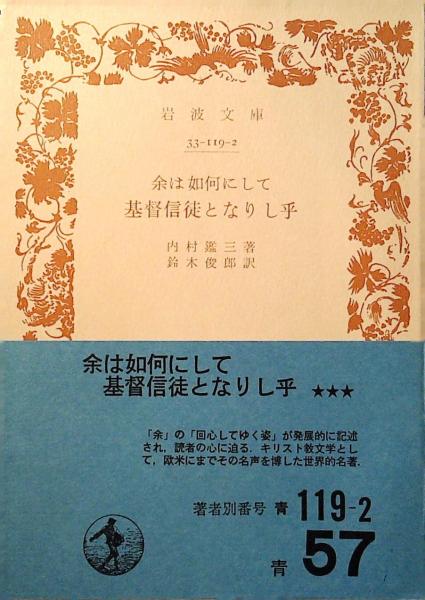 岩波文庫
33-119-2
余は如何にして
基督信徒となりし乎
内村鑑三著
鈴木俊郎訳
余は如何にして
基督信徒となりし乎 ★★★
「余」の「回心してゆく姿」が発展的に記述
され，読者の心に迫る．キリスト教文学とし
て，欧米にまでその名声を博した世界的名著．
著者別番号 青 119-2
青 57